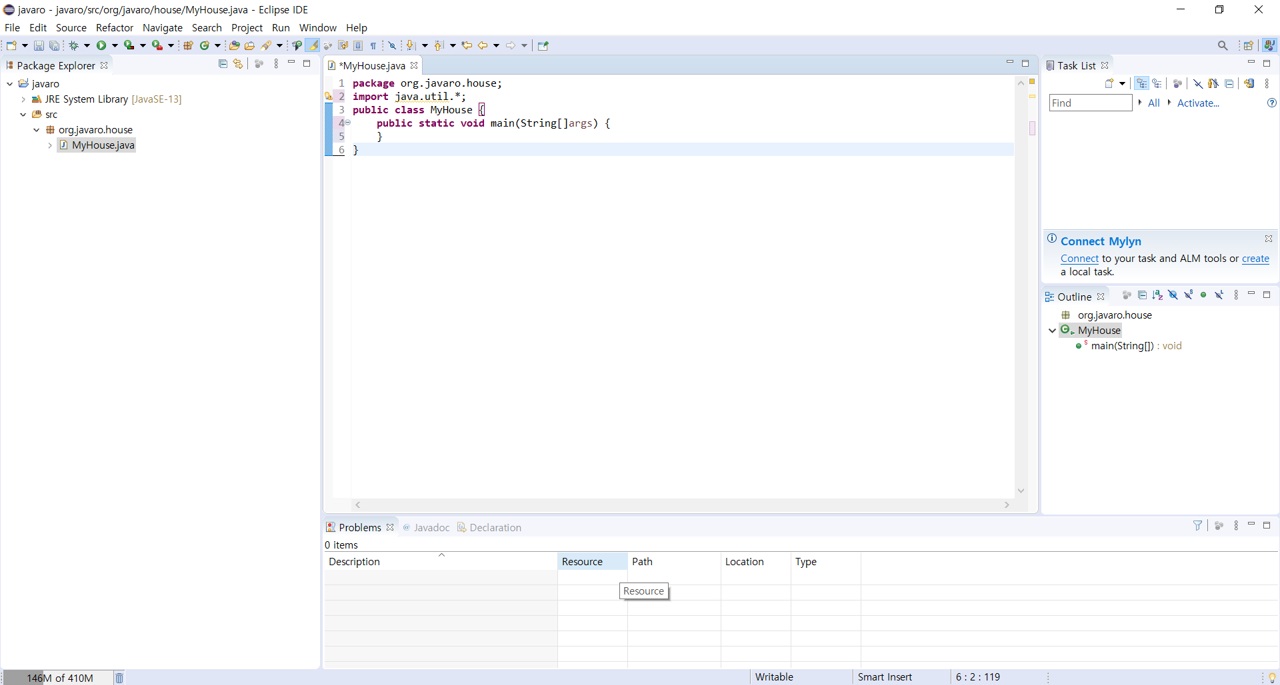 javaro - javaro/src/org/javaro/house/MyHouse.java - Eclipse IDE
File Edit Source Refactor Navigate Search Project Run Window Help
Package Explorer
javaro
JRE System Library [JavaSE-13]
src
org.javaro.house
MyHouse.java
*MyHouse.java
1 package org.javaro.house;
2 import java.util.*;
3 public class MyHouse {
4 public static void main(String[]args) {
5 }
6 }
Task List
Find All Activate...
Connect Mylyn
Connect to your task and ALM tools or create
a local task.
Outline
org.javaro.house
MyHouse
main(String[]) : void
Problems Javadoc Declaration
0 items
Description Resource Path Location Type
Resource
146M of 410M Writable Smart Insert 6 : 2 : 119